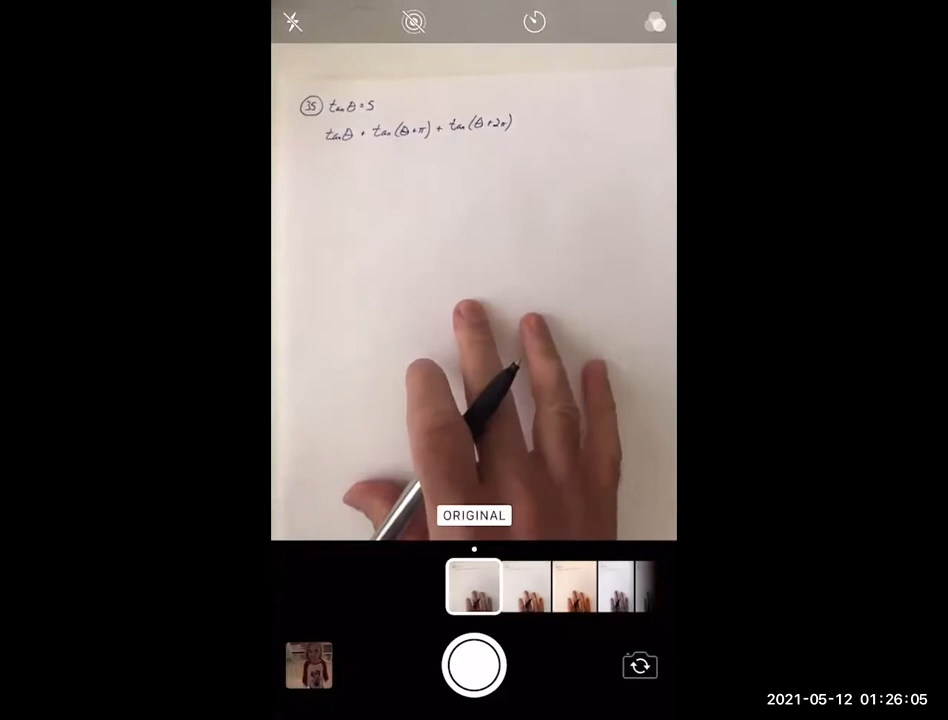 35 tan θ = 5
tan θ + tan (θ + π) + tan (θ + 2π)
ORIGINAL
2021-05-12 01:26:05